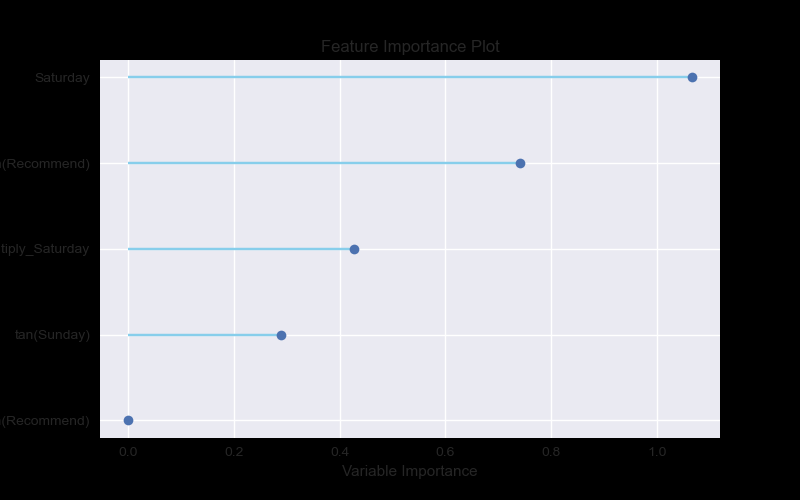 Feature Importance Plot
Saturday
(Recommend)
tiply_Saturday
tan(Sunday)
(Recommend)
0.0 0.2 0.4 0.6 0.8 1.0
Variable Importance